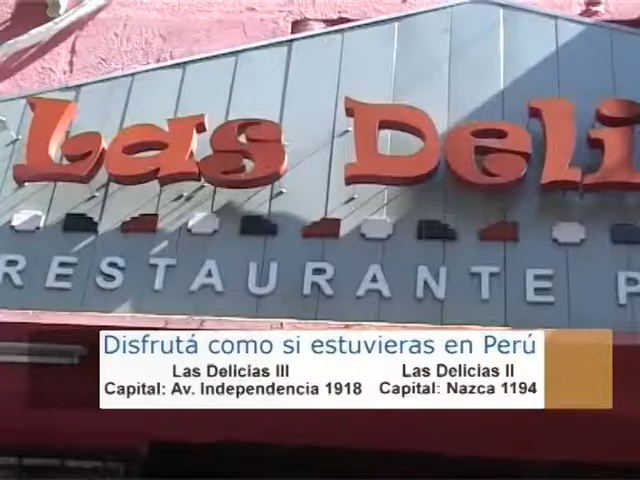 Las Deli
RESTAURANTE P
Disfrutá como si estuvieras en Perú
Las Delicias III Las Delicias II
Capital: Av. Independencia 1918 Capital: Nazca 1194